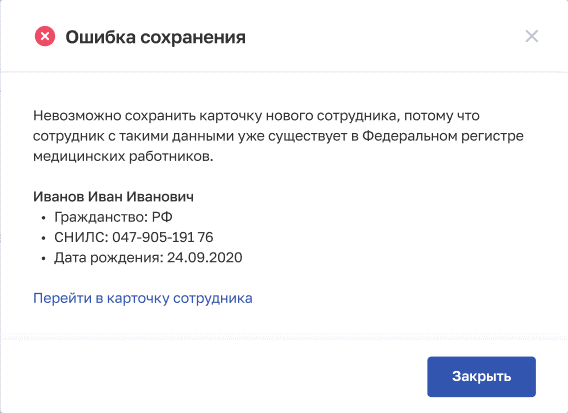 Ошибка сохранения
Невозможно сохранить карточку нового сотрудника, потому что
сотрудник с такими данными уже существует в Федеральном регистре
медицинских работников.
Иванов Иван Иванович
• Гражданство: РФ
• СНИЛС: 047-905-191 76
• Дата рождения: 24.09.2020
Перейти в карточку сотрудника
Закрыть